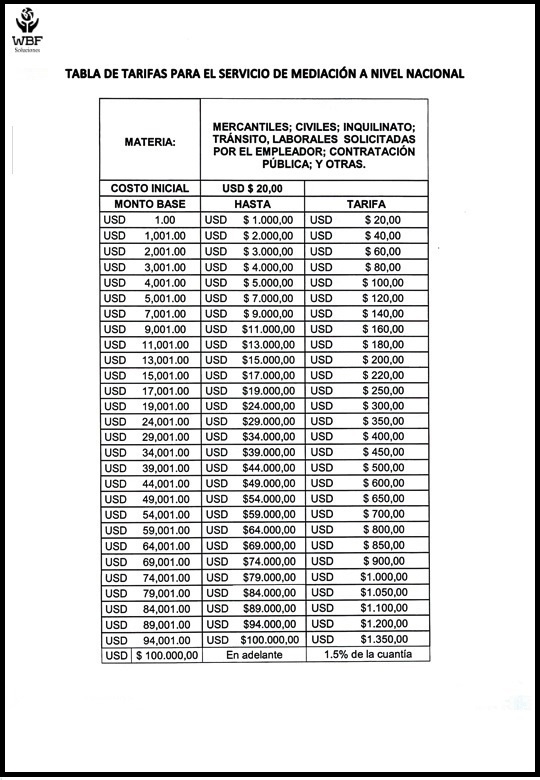 WBF
Soluciones
TABLA DE TARIFAS PARA EL SERVICIO DE MEDIACIÓN A NIVEL NACIONAL
MATERIA:
MERCANTILES; CIVILES; INQUILINATO;
TRÁNSITO, LABORALES SOLICITADAS
POR EL EMPLEADOR; CONTRATACIÓN
PÚBLICA; Y OTRAS.
COSTO INICIAL USD $ 20,00
MONTO BASE HASTA TARIFA
USD 1.00 USD $ 1.000,00 USD $ 20,00
USD 1,001.00 USD $ 2.000,00 USD $ 40,00
USD 2,001.00 USD $ 3.000,00 USD $ 60,00
USD 3,001.00 USD $ 4.000,00 USD $ 80,00
USD 4,001.00 USD $ 5.000,00 USD $ 100,00
USD 5,001.00 USD $ 7.000,00 USD $ 120,00
USD 7,001.00 USD $ 9.000,00 USD $ 140,00
USD 9,001.00 USD $11.000,00 USD $ 160,00
USD 11,001.00 USD $13.000,00 USD $ 180,00
USD 13,001.00 USD $15.000,00 USD $ 200,00
USD 15,001.00 USD $17.000,00 USD $ 220,00
USD 17,001.00 USD $19.000,00 USD $ 250,00
USD 19,001.00 USD $24.000,00 USD $ 300,00
USD 24,001.00 USD $29.000,00 USD $ 350,00
USD 29,001.00 USD $34.000,00 USD $ 400,00
USD 34,001.00 USD $39.000,00 USD $ 450,00
USD 39,001.00 USD $44.000,00 USD $ 500,00
USD 44,001.00 USD $49.000,00 USD $ 600,00
USD 49,001.00 USD $54.000,00 USD $ 650,00
USD 54,001.00 USD $59.000,00 USD $ 700,00
USD 59,001.00 USD $64.000,00 USD $ 800,00
USD 64,001.00 USD $69.000,00 USD $ 850,00
USD 69,001.00 USD $74.000,00 USD $ 900,00
USD 74,001.00 USD $79.000,00 USD $1.000,00
USD 79,001.00 USD $84.000,00 USD $1.050,00
USD 84,001.00 USD $89.000,00 USD $1.100,00
USD 89,001.00 USD $94.000,00 USD $1.200,00
USD 94,001.00 USD $100.000,00 USD $1.350,00
USD $ 100.000,00 En adelante 1.5% de la cuantía